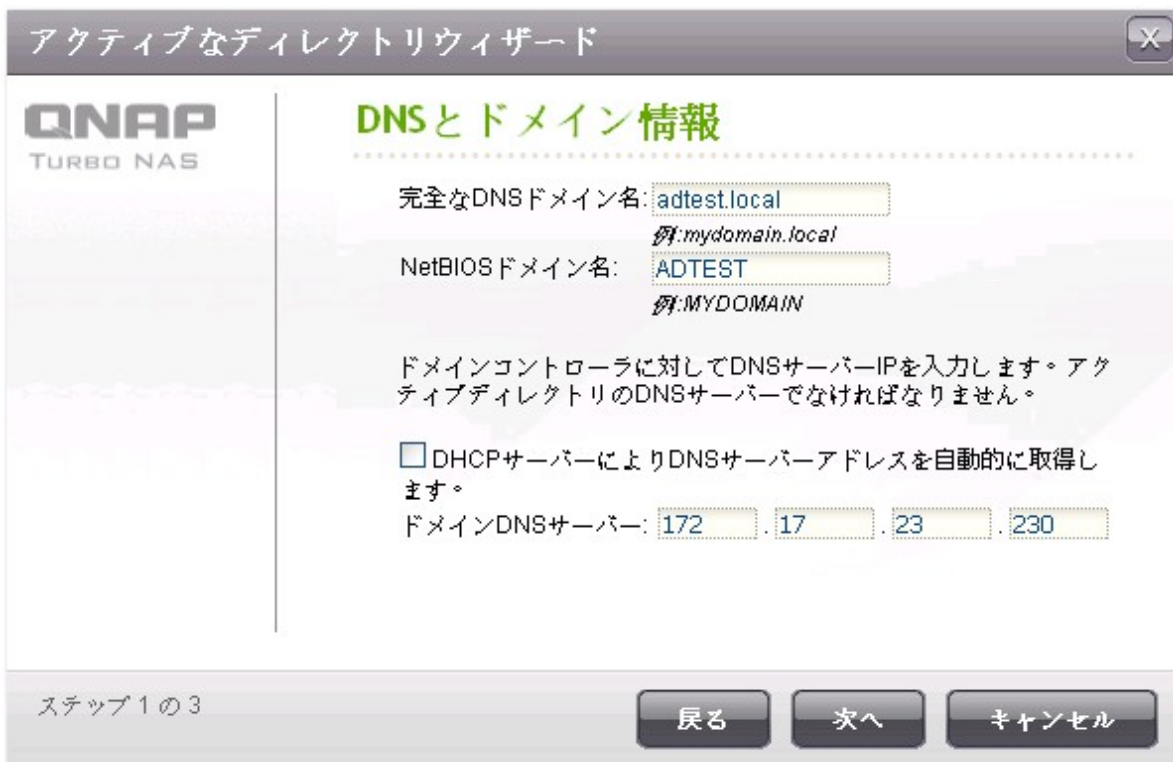 アクティブなディレクトリウィザード
X
QNAP
TURBO NAS
DNSとドメイン情報
完全なDNSドメイン名: adtest.local
例:mydomain.local
NetBIOSドメイン名: ADTEST
例:MYDOMAIN
ドメインコントローラに対してDNSサーバーIPを入力します。アク
ティブディレクトリのDNSサーバーでなければなりません。
DHCPサーバーによりDNSサーバーアドレスを自動的に取得し
ます。
ドメインDNSサーバー: 172 . 17 . 23 . 230
ステップ 1 の 3
戻る 次へ キャンセル